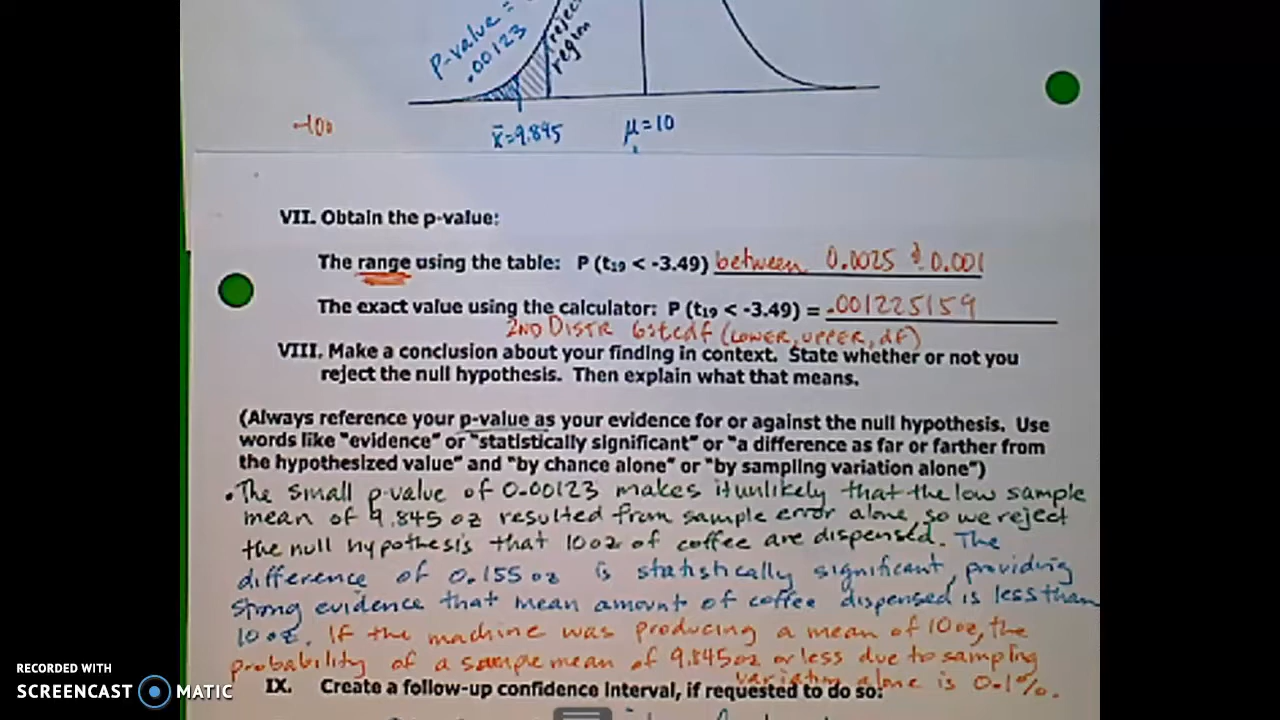 P-value =
.00123
reject
region
-100
x̄=9.845
μ=10
VII. Obtain the p-value:
The range using the table: P (t₁₉ < -3.49) between 0.0025 & 0.001
The exact value using the calculator: P (t₁₉ < -3.49) = .001225159
2ND DISTR 6:tcdf (LOWER, UPPER, df)
VIII. Make a conclusion about your finding in context. State whether or not you
reject the null hypothesis. Then explain what that means.
(Always reference your p-value as your evidence for or against the null hypothesis. Use
words like "evidence" or "statistically significant" or "a difference as far or farther from
the hypothesized value" and "by chance alone" or "by sampling variation alone")
• The small p-value of 0.00123 makes it unlikely that the low sample
mean of 9.845 oz resulted from sample error alone, so we reject
the null hypothesis that 10 oz of coffee are dispensed. The
difference of 0.155 oz is statistically significant, providing
strong evidence that mean amount of coffee dispensed is less than
10 oz. If the machine was producing a mean of 10 oz, the
probability of a sample mean of 9.845 oz or less due to sampling
variation alone is 0.1%.
IX. Create a follow-up confidence interval, if requested to do so:
RECORDED WITH
SCREENCAST MATIC